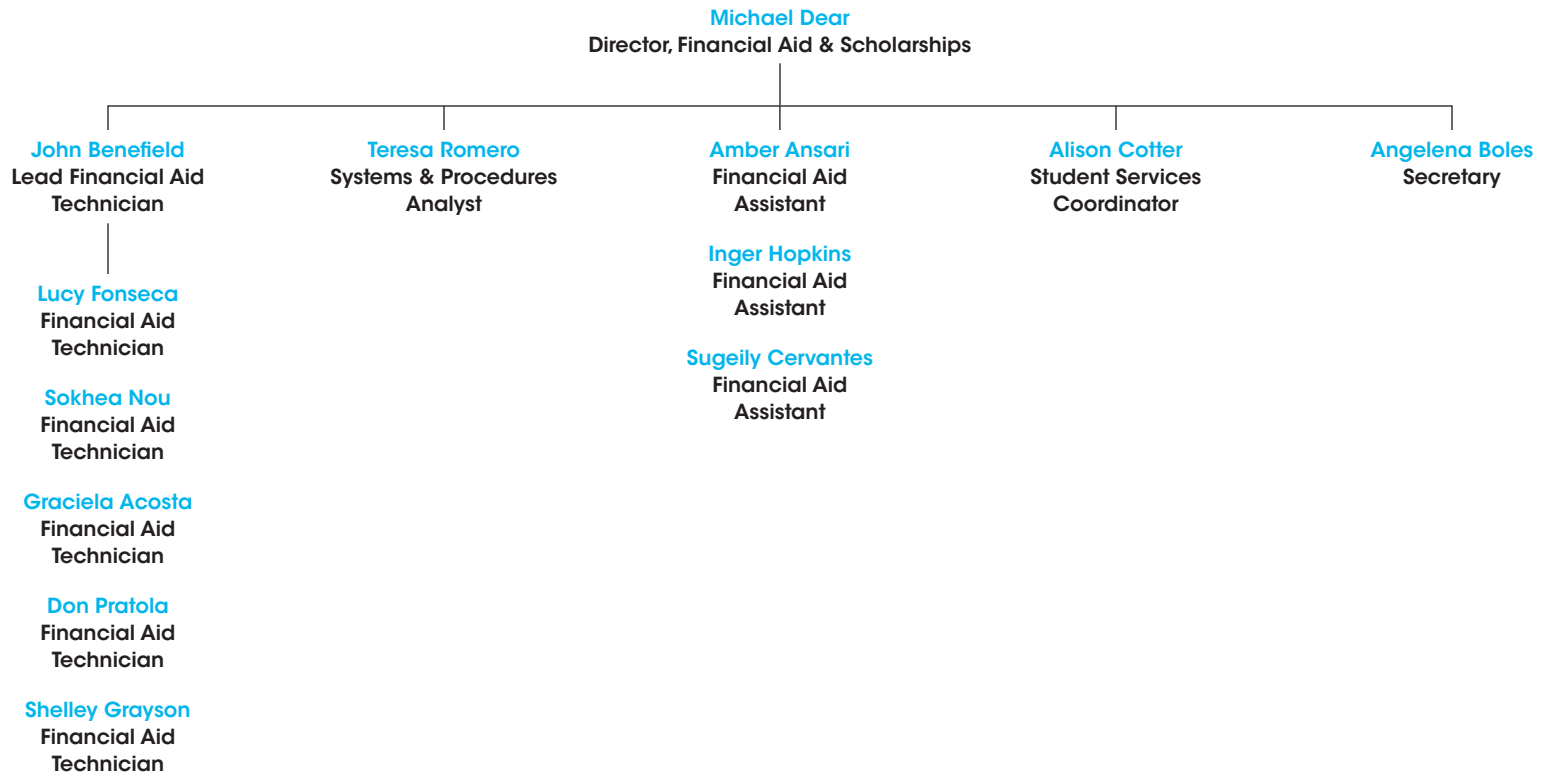 Michael Dear
Director, Financial Aid & Scholarships
John Benefield
Lead Financial Aid
Technician
Teresa Romero
Systems & Procedures
Analyst
Amber Ansari
Financial Aid
Assistant
Alison Cotter
Student Services
Coordinator
Angelena Boles
Secretary
Lucy Fonseca
Financial Aid
Technician
Sokhea Nou
Financial Aid
Technician
Graciela Acosta
Financial Aid
Technician
Don Pratola
Financial Aid
Technician
Shelley Grayson
Financial Aid
Technician
Inger Hopkins
Financial Aid
Assistant
Sugeily Cervantes
Financial Aid
Assistant